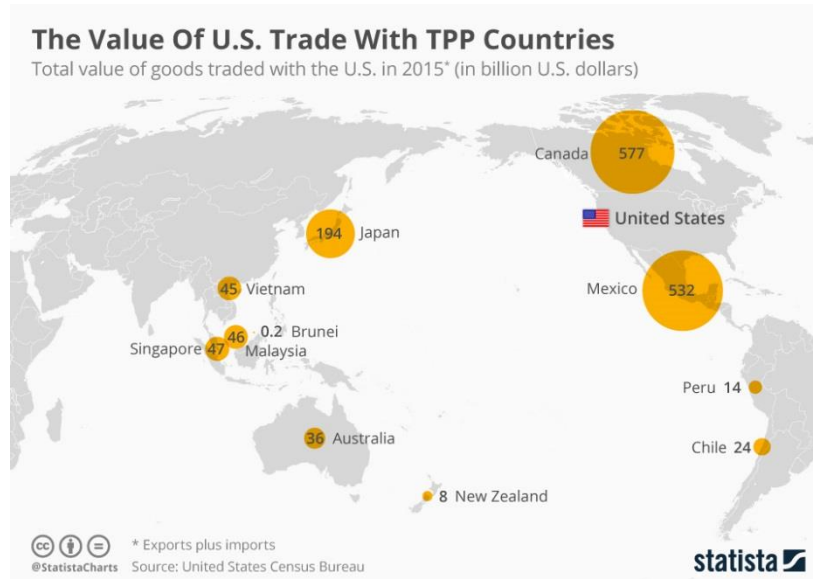 The Value Of U.S. Trade With TPP Countries
Total value of goods traded with the U.S. in 2015* (in billion U.S. dollars)
Canada 577
United States
194 Japan
45 Vietnam
Mexico 532
0.2 Brunei
46 Malaysia
Singapore 47
Peru 14
36 Australia
Chile 24
8 New Zealand
cc
@StatistaCharts
* Exports plus imports
Source: United States Census Bureau
statista